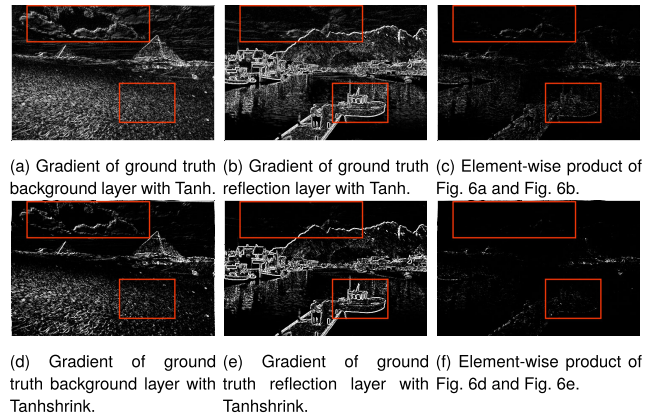 (a) Gradient of ground truth
background layer with Tanh.
(b) Gradient of ground truth
reflection layer with Tanh.
(c) Element-wise product of
Fig. 6a and Fig. 6b.
(d) Gradient of ground
truth background layer with
Tanhshrink.
(e) Gradient of ground
truth reflection layer with
Tanhshrink.
(f) Element-wise product of
Fig. 6d and Fig. 6e.